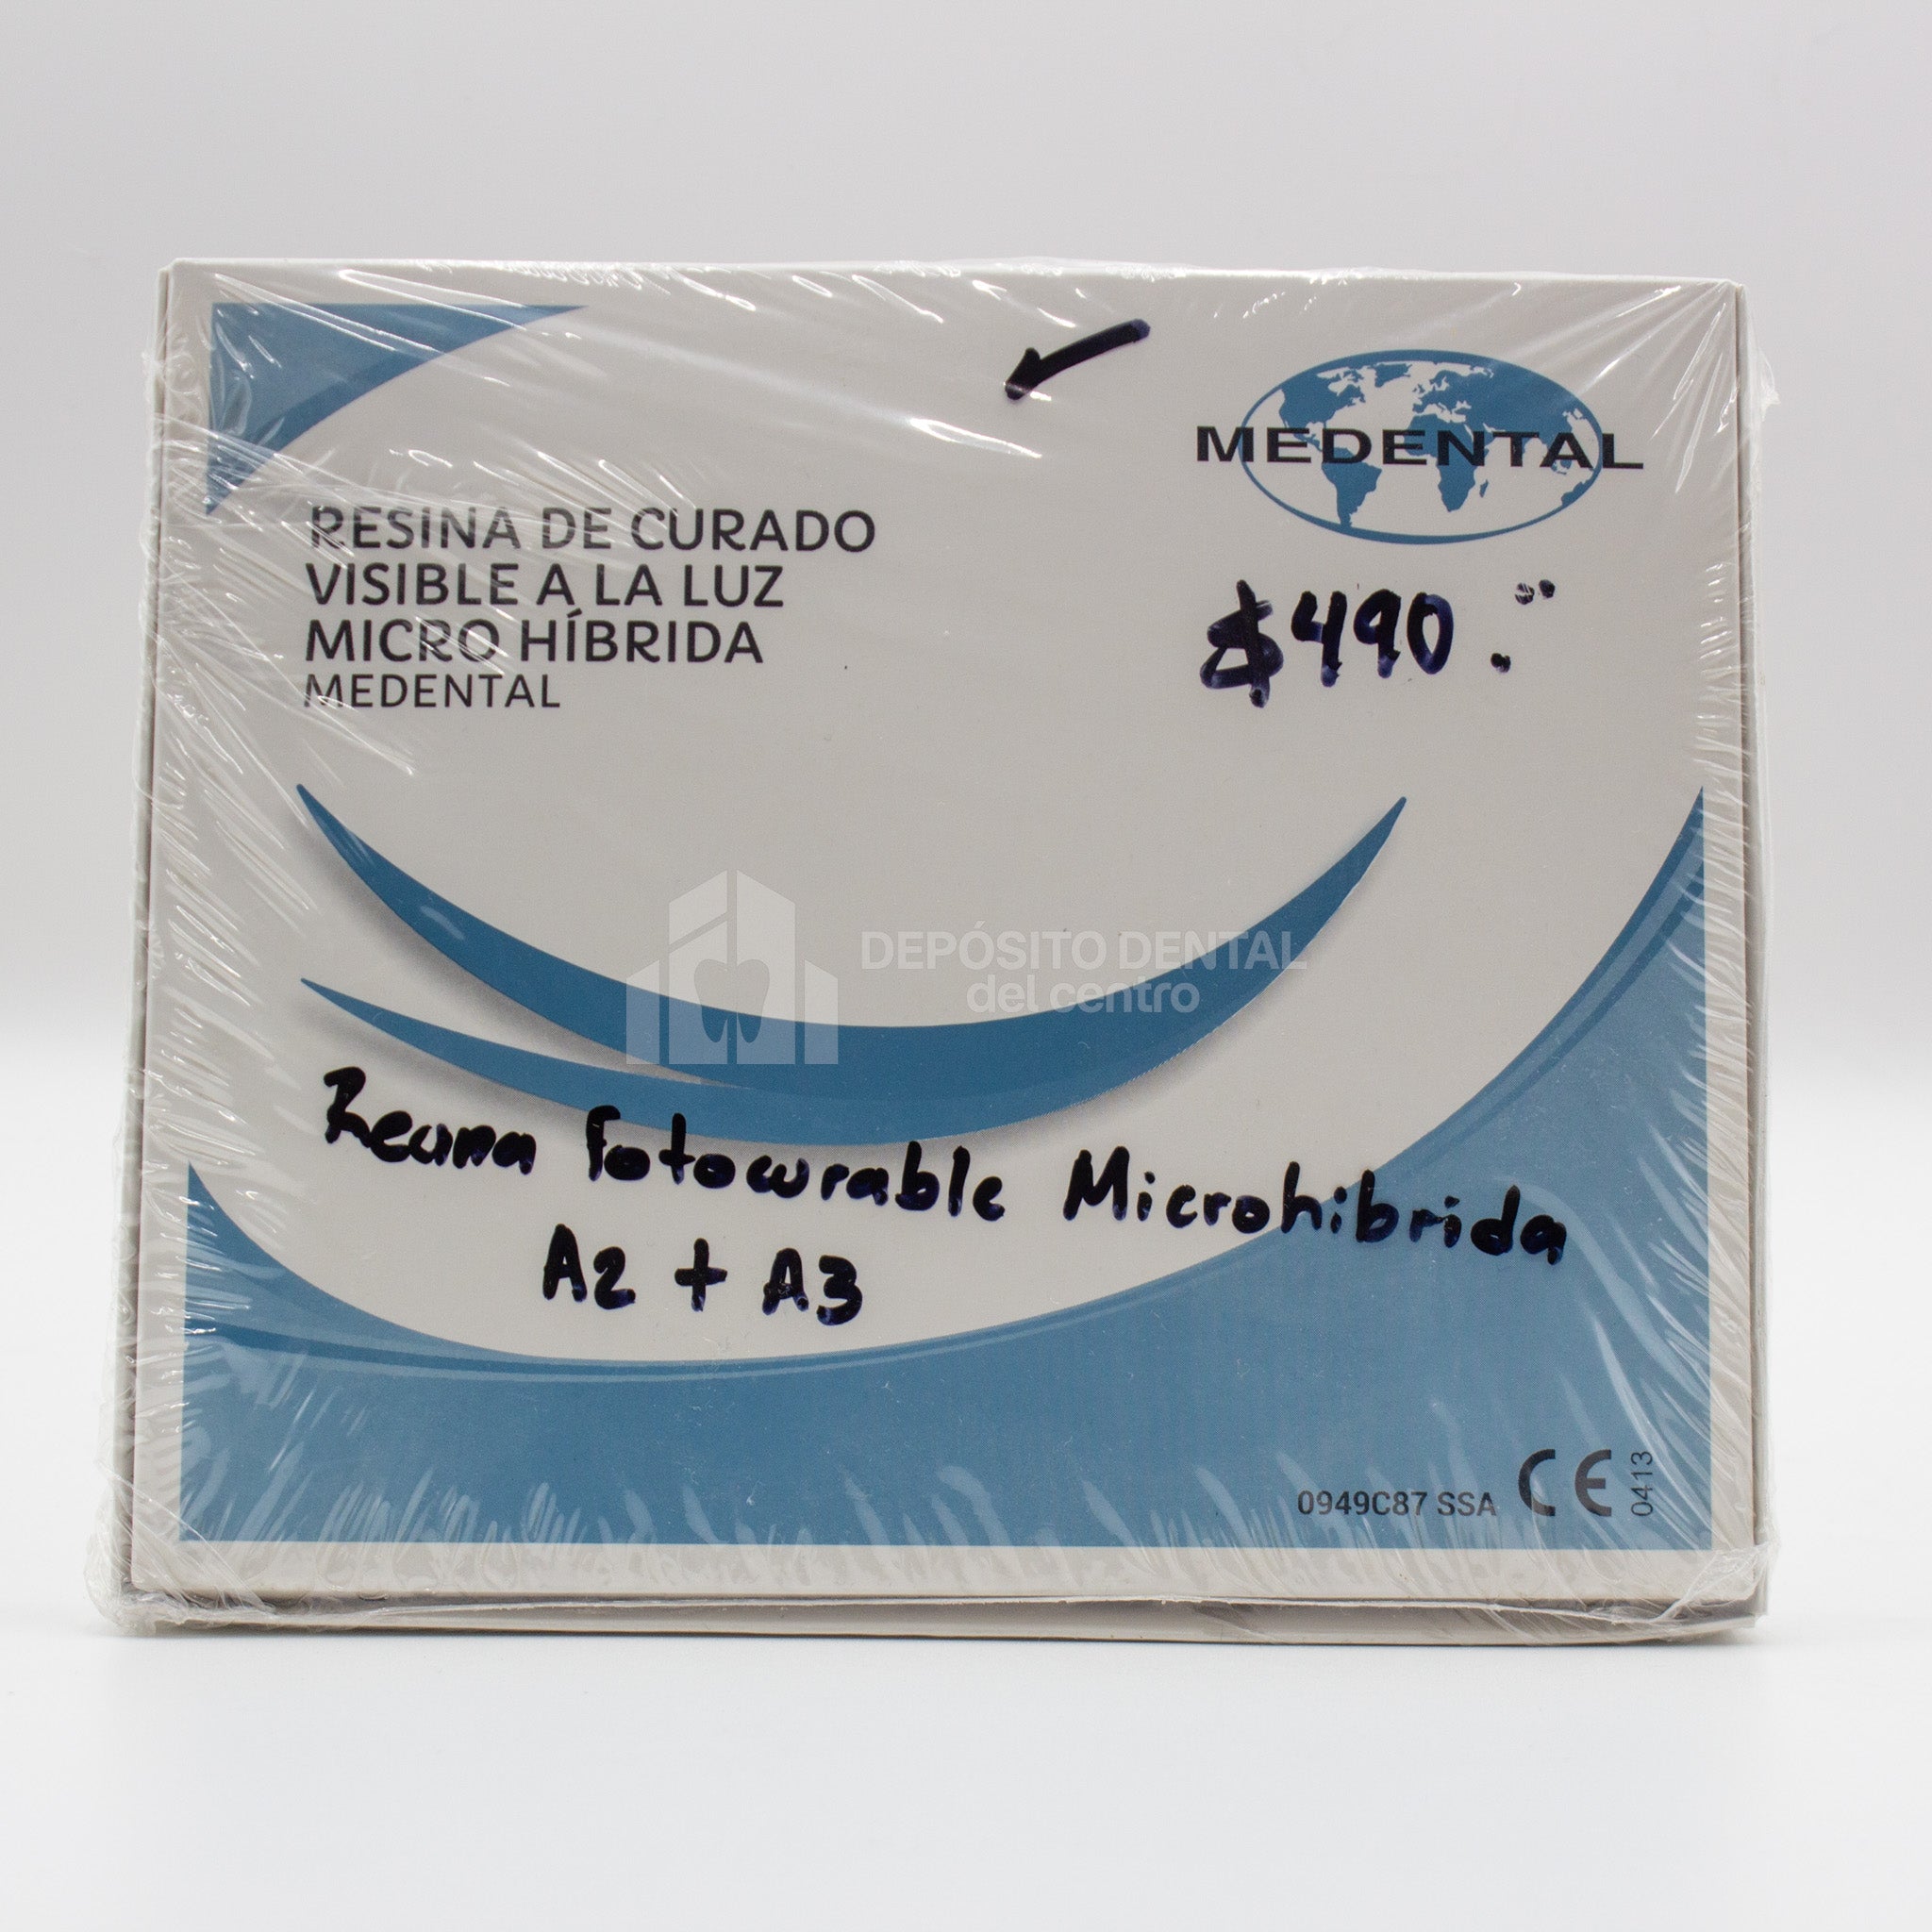 MEDENTAL
RESINA DE CURADO
VISIBLE A LA LUZ
MICRO HÍBRIDA
MEDENTAL
$490.
DEPÓSITO DENTAL
del centro
Resina Fotocurable Microhibrida
A2 + A3
0949C87 SSA CE 0413